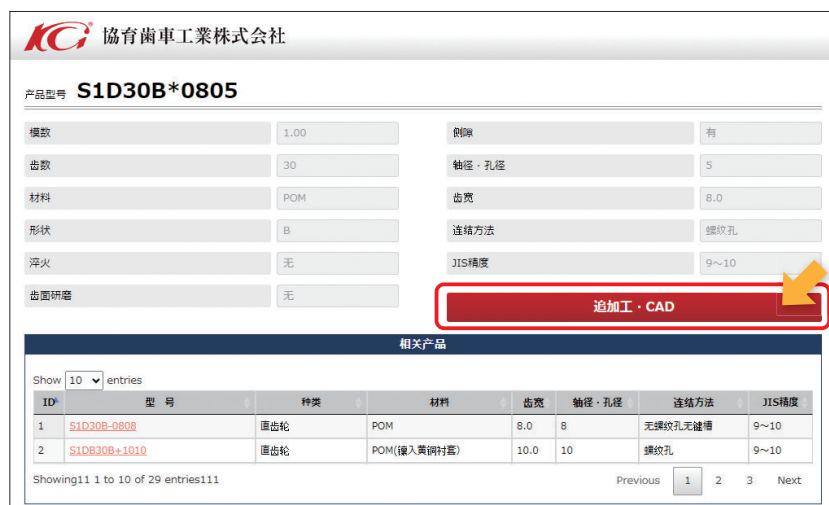 KG 協育歯車工業株式会社
产品型号 S1D30B*0805
模数 1.00 侧隙 有
齿数 30 轴径・孔径 5
材料 POM 齿宽 8.0
形状 B 连结方法 螺纹孔
淬火 无 JIS精度 9～10
齿面研磨 无 追加工・CAD
相关产品
Show 10 entries
ID 型 号 种类 材料 齿宽 轴径・孔径 连结方法 JIS精度
1 S1D30B-0808 直齿轮 POM 8.0 8 无螺纹孔无键槽 9～10
2 S1DB30B+1010 直齿轮 POM(镶入黄铜衬套) 10.0 10 螺纹孔 9～10
Showing11 1 to 10 of 29 entries111 Previous 1 2 3 Next